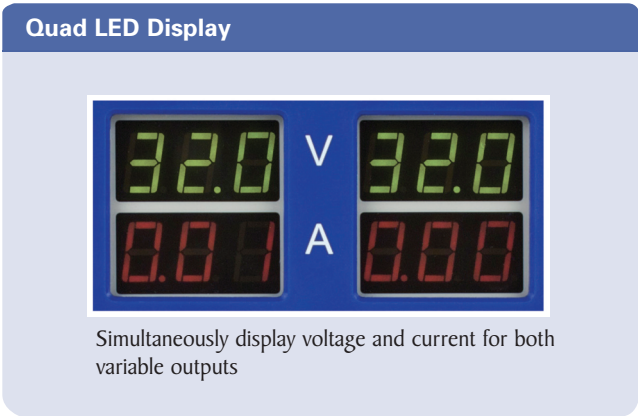 Quad LED Display
32.0 V 32.0
0.01 A 0.00
Simultaneously display voltage and current for both
variable outputs